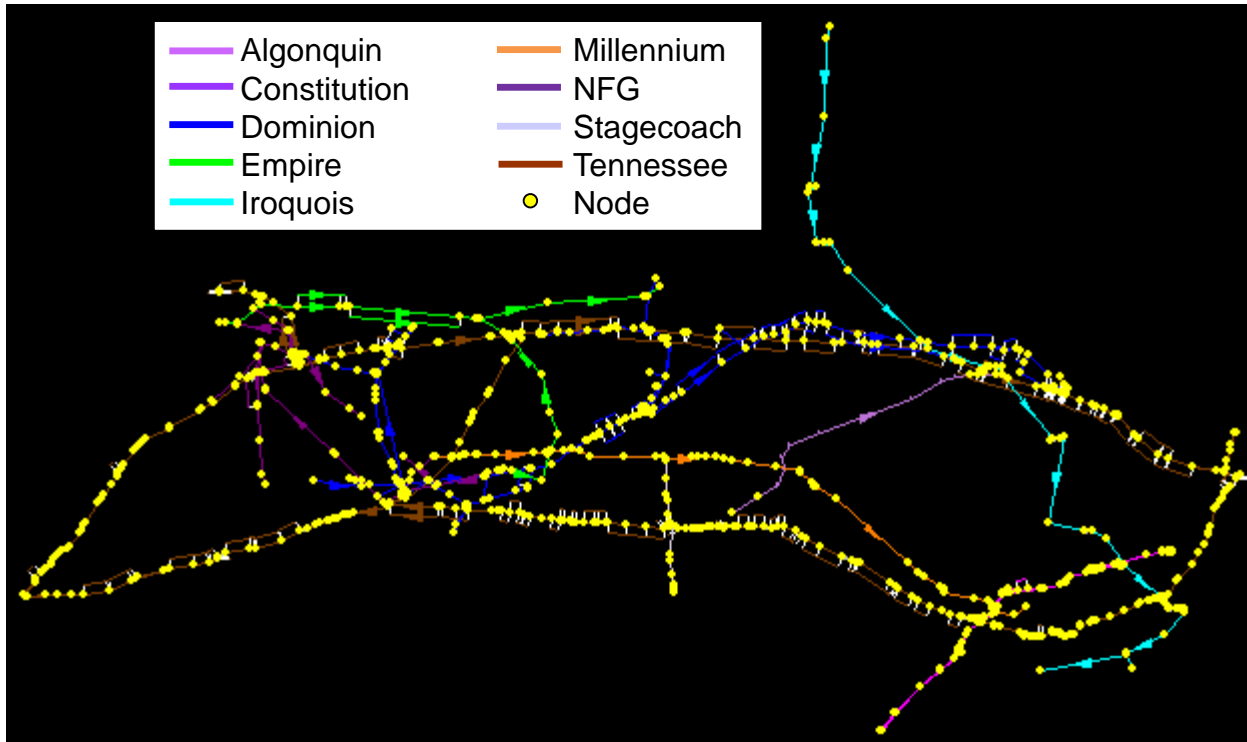 Algonquin
Constitution
Dominion
Empire
Iroquois
Millennium
NFG
Stagecoach
Tennessee
Node